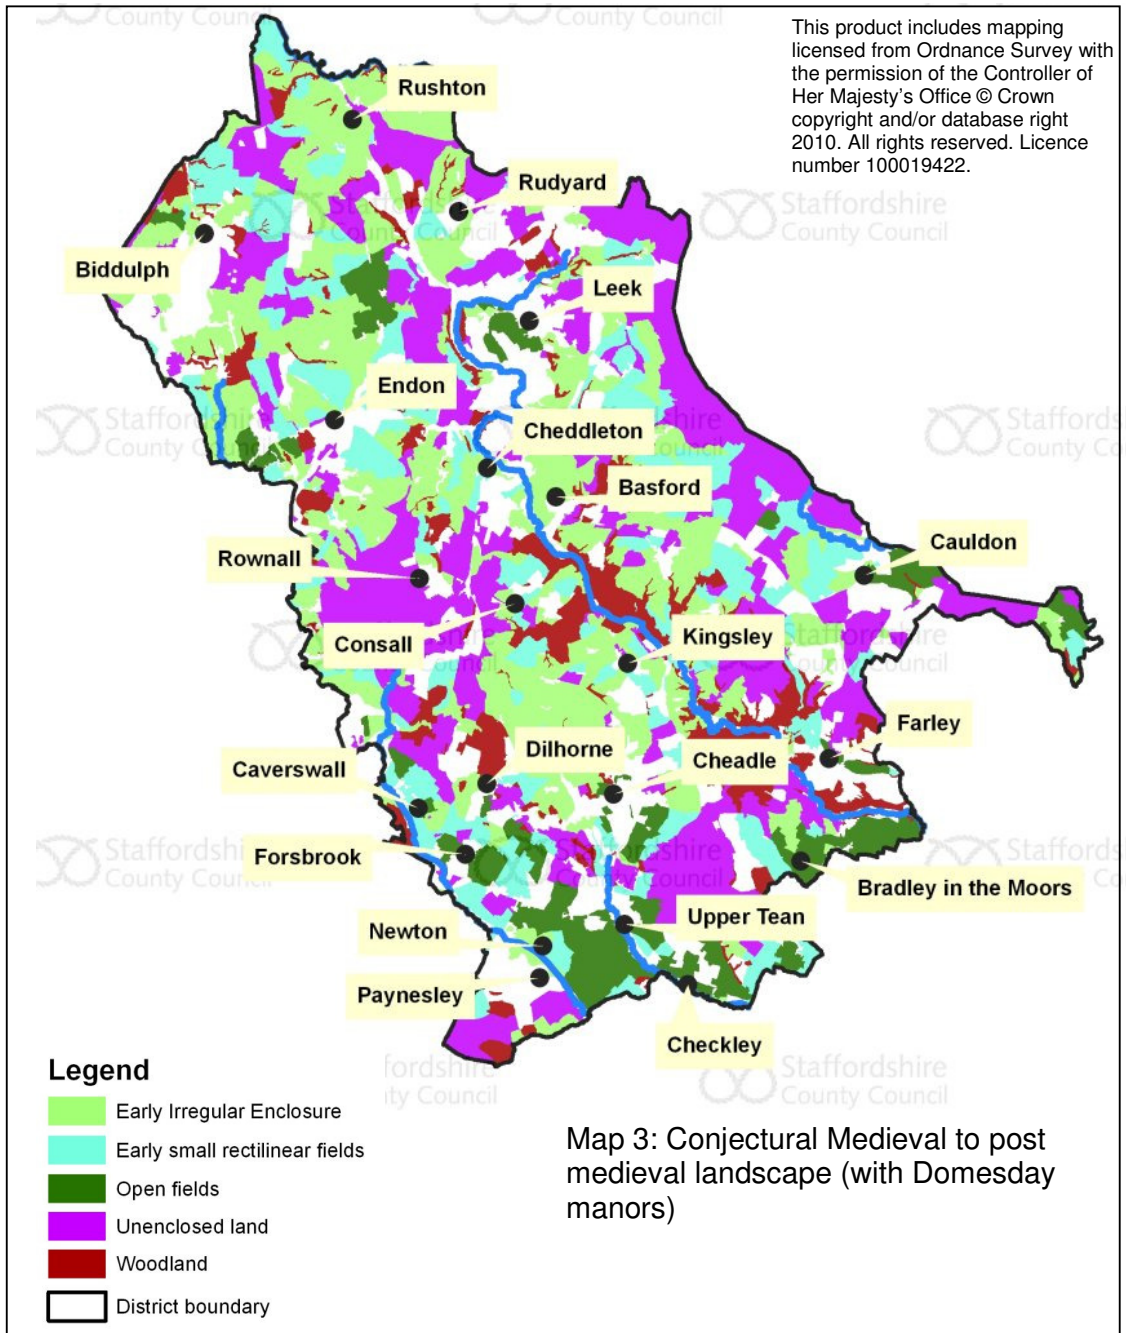 This product includes mapping
licensed from Ordnance Survey with
the permission of the Controller of
Her Majesty's Office © Crown
copyright and/or database right
2010. All rights reserved. Licence
number 100019422.
Staffordshire
County Council
Rushton
Rudyard
Biddulph
Leek
Endon
Cheddleton
Basford
Cauldon
Rownall
Consall
Kingsley
Farley
Dilhorne
Cheadle
Caverswall
Forsbrook
Bradley in the Moors
Upper Tean
Newton
Paynesley
Checkley
Legend
Early Irregular Enclosure
Early small rectilinear fields
Open fields
Unenclosed land
Woodland
District boundary
Map 3: Conjectural Medieval to post
medieval landscape (with Domesday
manors)